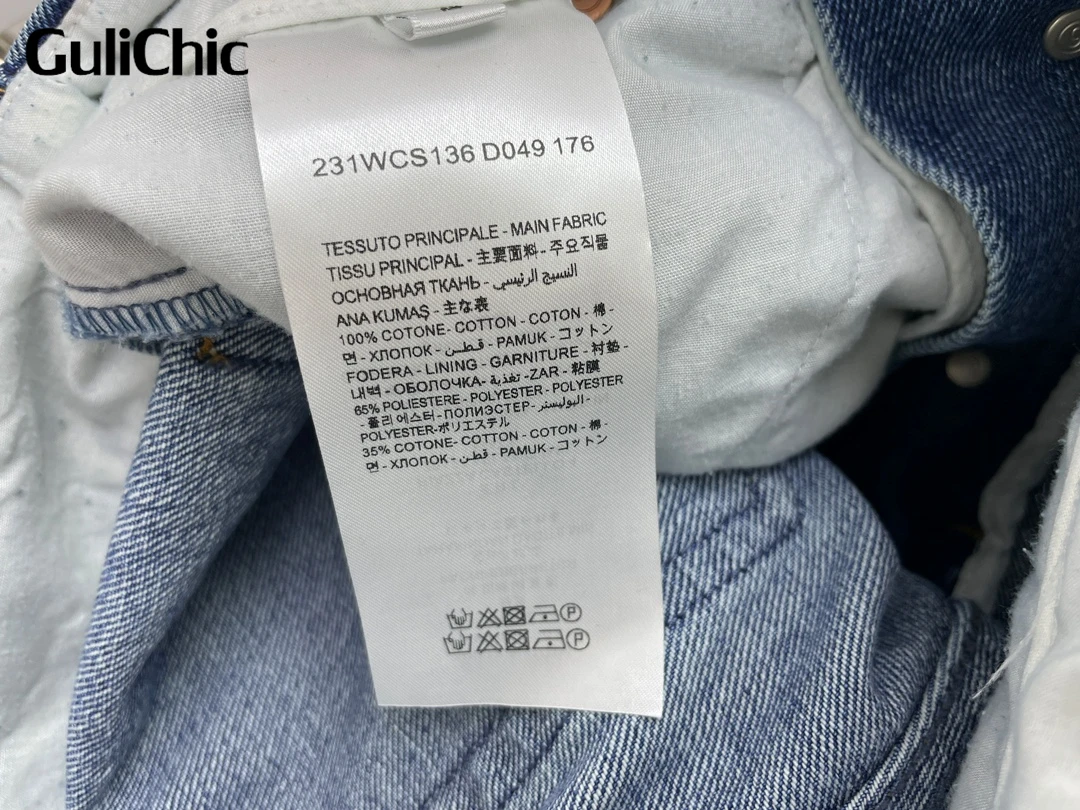 GuliChic
231WCS136 D049 176
TESSUTO PRINCIPALE - MAIN FABRIC
TISSU PRINCIPAL - 主要面料 - 주요직물
ОСНОВНАЯ ТКАНЬ - النسيج الرئيسي
ANA KUMAŞ - 主な表
100% COTONE- COTTON - COTON - 棉 -
면 - ХЛОПОК - قطن - PAMUK - コットン
FODERA - LINING - GARNITURE - 衬垫 -
내벽 - ОБОЛОЧКА- تغذية -ZAR - 粘膜
65% POLIESTERE - POLYESTER - POLYESTER
- 폴리에스터 - ПОЛИЭСТЕР - البوليستر -
POLYESTER-ポリエステル
35% COTONE- COTTON - COTON - 棉 -
면 - ХЛОПОК - قطن - PAMUK - コットン
P
P